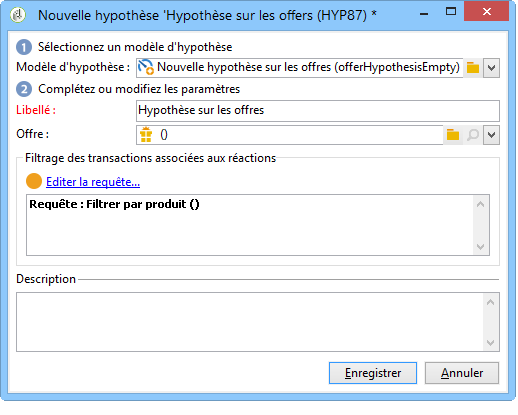 Nouvelle hypothèse 'Hypothèse sur les offers (HYP87) *
1 Sélectionnez un modèle d'hypothèse
Modèle d'hypothèse : Nouvelle hypothèse sur les offres (offerHypothesisEmpty)
2 Complétez ou modifiez les paramètres
Libellé : Hypothèse sur les offres
Offre : ()
Filtrage des transactions associées aux réactions
Editer la requête...
Requête : Filtrer par produit ()
Description
Enregistrer Annuler